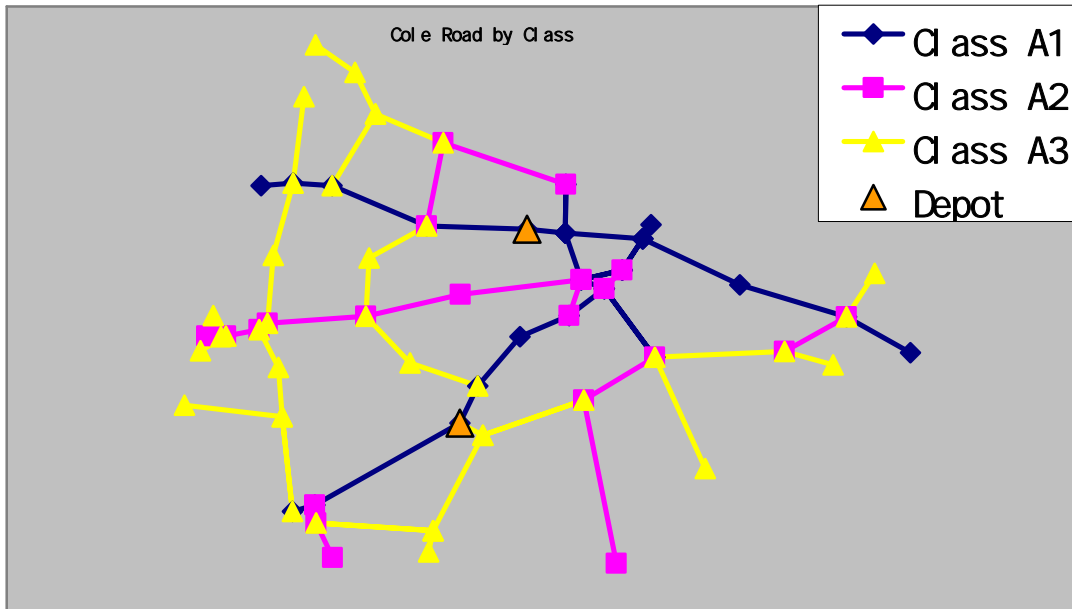 Cole Road by Class
Class A1
Class A2
Class A3
Depot